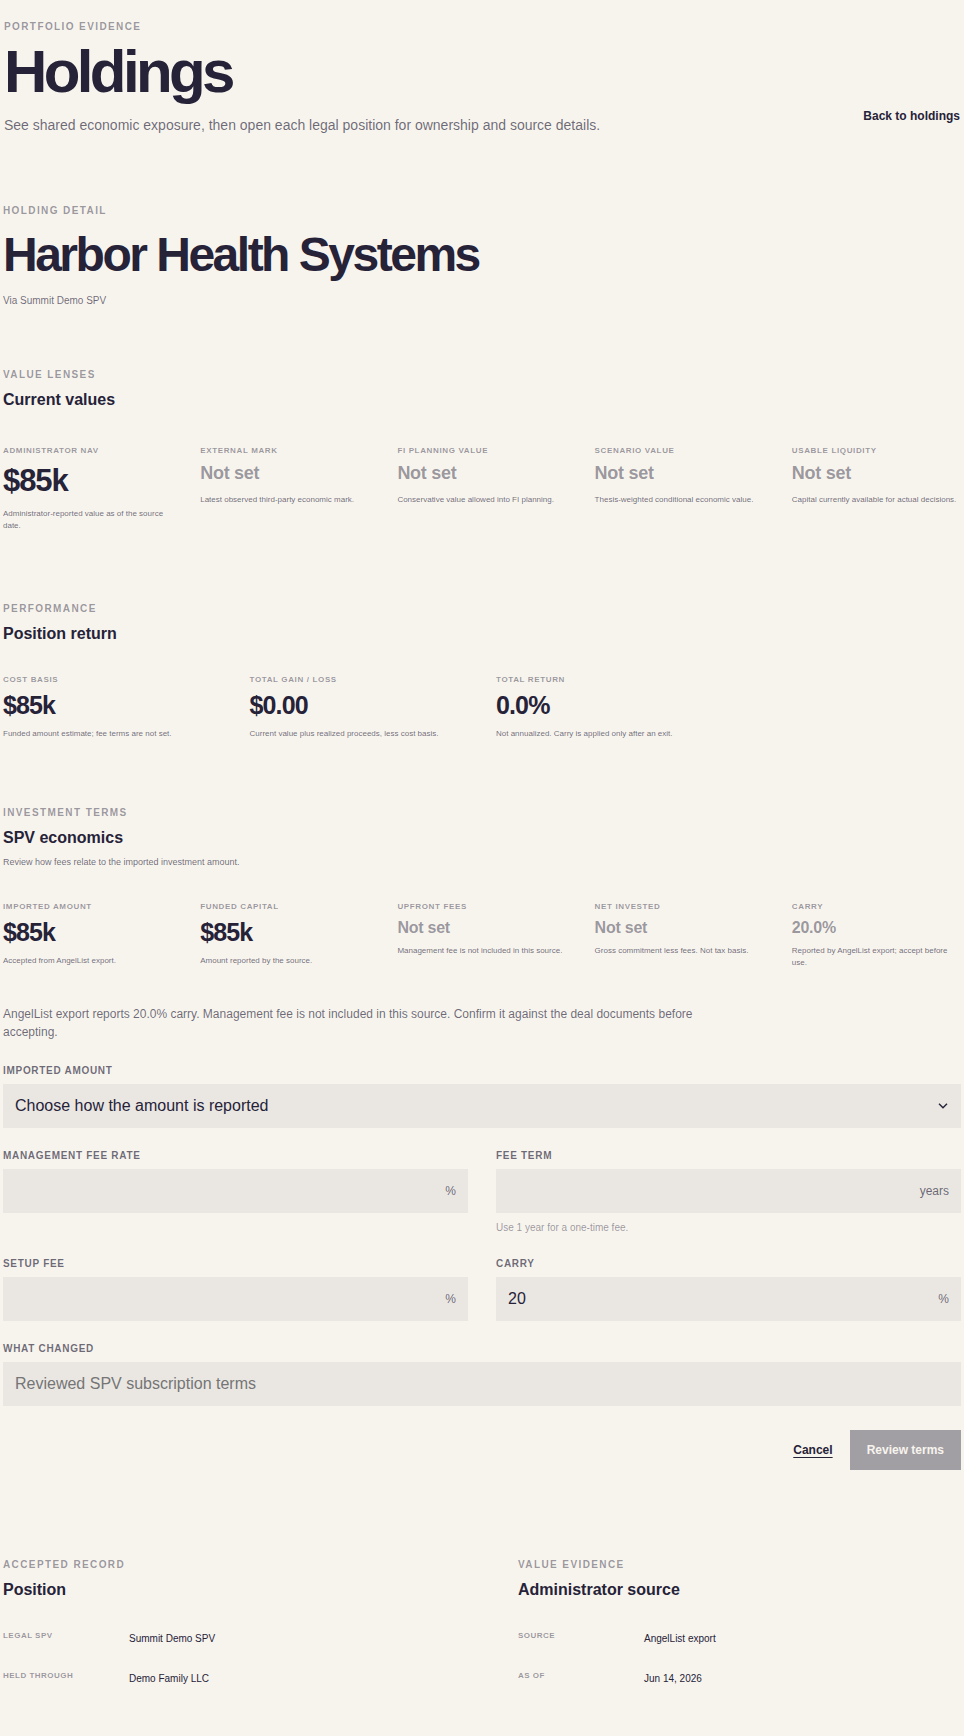 PORTFOLIO EVIDENCE
Holdings
See shared economic exposure, then open each legal position for ownership and source details.
Back to holdings
HOLDING DETAIL
Harbor Health Systems
Via Summit Demo SPV
VALUE LENSES
Current values
ADMINISTRATOR NAV
$85k
Administrator-reported value as of the source
date.
EXTERNAL MARK
Not set
Latest observed third-party economic mark.
FI PLANNING VALUE
Not set
Conservative value allowed into FI planning.
SCENARIO VALUE
Not set
Thesis-weighted conditional economic value.
USABLE LIQUIDITY
Not set
Capital currently available for actual decisions.
PERFORMANCE
Position return
COST BASIS
$85k
Funded amount estimate; fee terms are not set.
TOTAL GAIN / LOSS
$0.00
Current value plus realized proceeds, less cost basis.
TOTAL RETURN
0.0%
Not annualized. Carry is applied only after an exit.
INVESTMENT TERMS
SPV economics
Review how fees relate to the imported investment amount.
IMPORTED AMOUNT
$85k
Accepted from AngelList export.
FUNDED CAPITAL
$85k
Amount reported by the source.
UPFRONT FEES
Not set
Management fee is not included in this source.
NET INVESTED
Not set
Gross commitment less fees. Not tax basis.
CARRY
20.0%
Reported by AngelList export; accept before
use.
AngelList export reports 20.0% carry. Management fee is not included in this source. Confirm it against the deal documents before
accepting.
IMPORTED AMOUNT
Choose how the amount is reported
MANAGEMENT FEE RATE
%
FEE TERM
years
Use 1 year for a one-time fee.
SETUP FEE
%
CARRY
20 %
WHAT CHANGED
Reviewed SPV subscription terms
Cancel
Review terms
ACCEPTED RECORD
Position
LEGAL SPV Summit Demo SPV
HELD THROUGH Demo Family LLC
VALUE EVIDENCE
Administrator source
SOURCE AngelList export
AS OF Jun 14, 2026